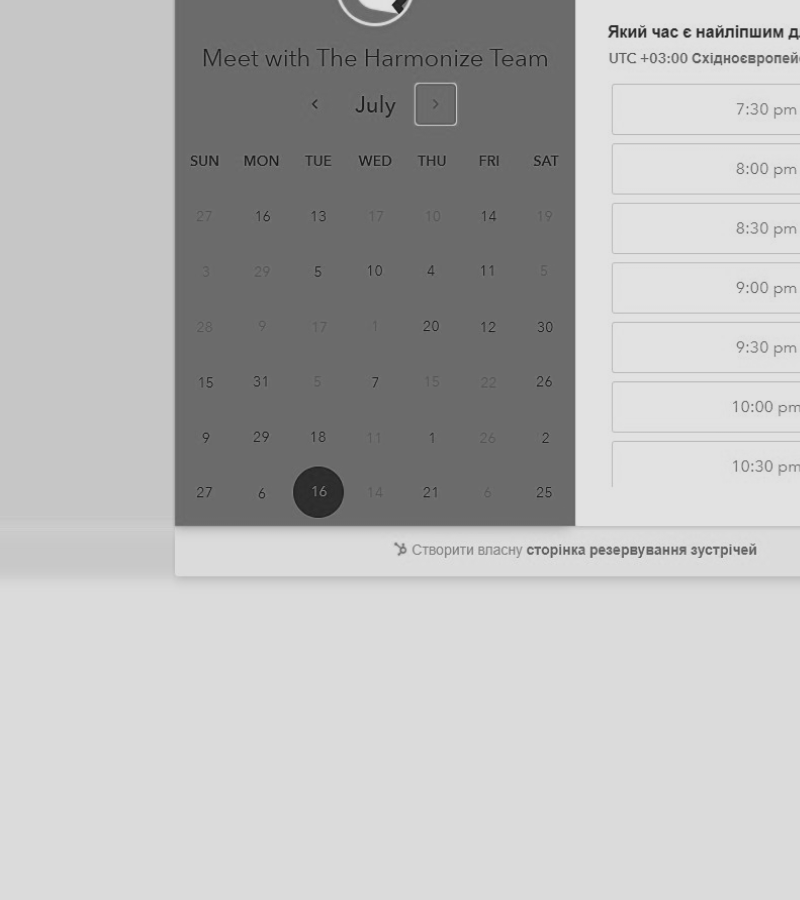 Meet with The Harmonize Team
July
SUN MON TUE WED THU FRI SAT
27 16 13 17 10 14 19
3 29 5 10 4 11 5
28 9 17 1 20 12 30
15 31 5 7 15 22 26
9 29 18 11 1 26 2
27 6 16 14 21 6 25
Який час є найліпшим
UTC +03:00
7:30 pm
8:00 pm
8:30 pm
9:00 pm
9:30 pm
10:00 pm
10:30 pm
Створити власну сторінка резервування зустрічей